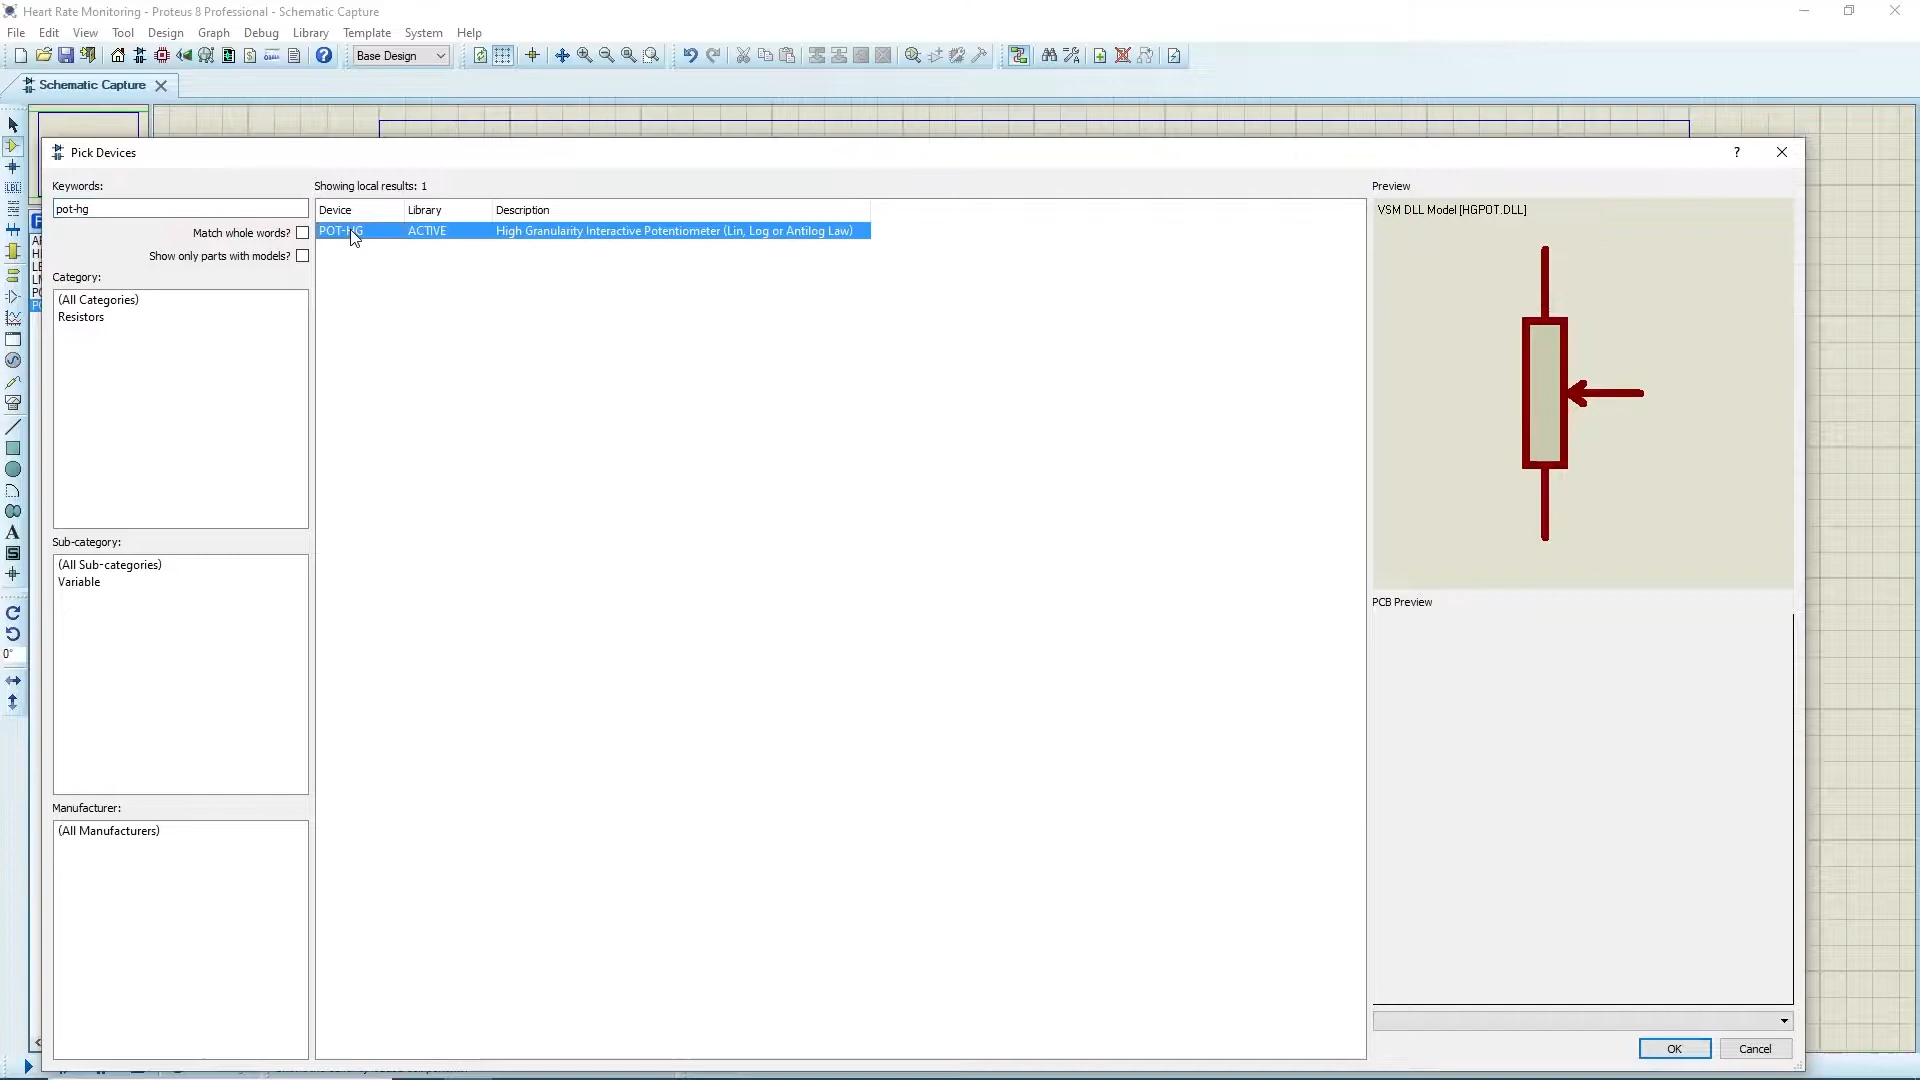 Heart Rate Monitoring - Proteus 8 Professional - Schematic Capture
File Edit View Tool Design Graph Debug Library Template System Help
Base Design
Schematic Capture
Pick Devices
?
Keywords:
Showing local results: 1
Preview
pot-hg
Device Library Description
VSM DLL Model [HGPOT.DLL]
POT-HG ACTIVE High Granularity Interactive Potentiometer (Lin, Log or Antilog Law)
Match whole words?
Show only parts with models?
Category:
(All Categories)
Resistors
LBL
A
S
Sub-category:
(All Sub-categories)
Variable
PCB Preview
0°
Manufacturer:
(All Manufacturers)
OK
Cancel